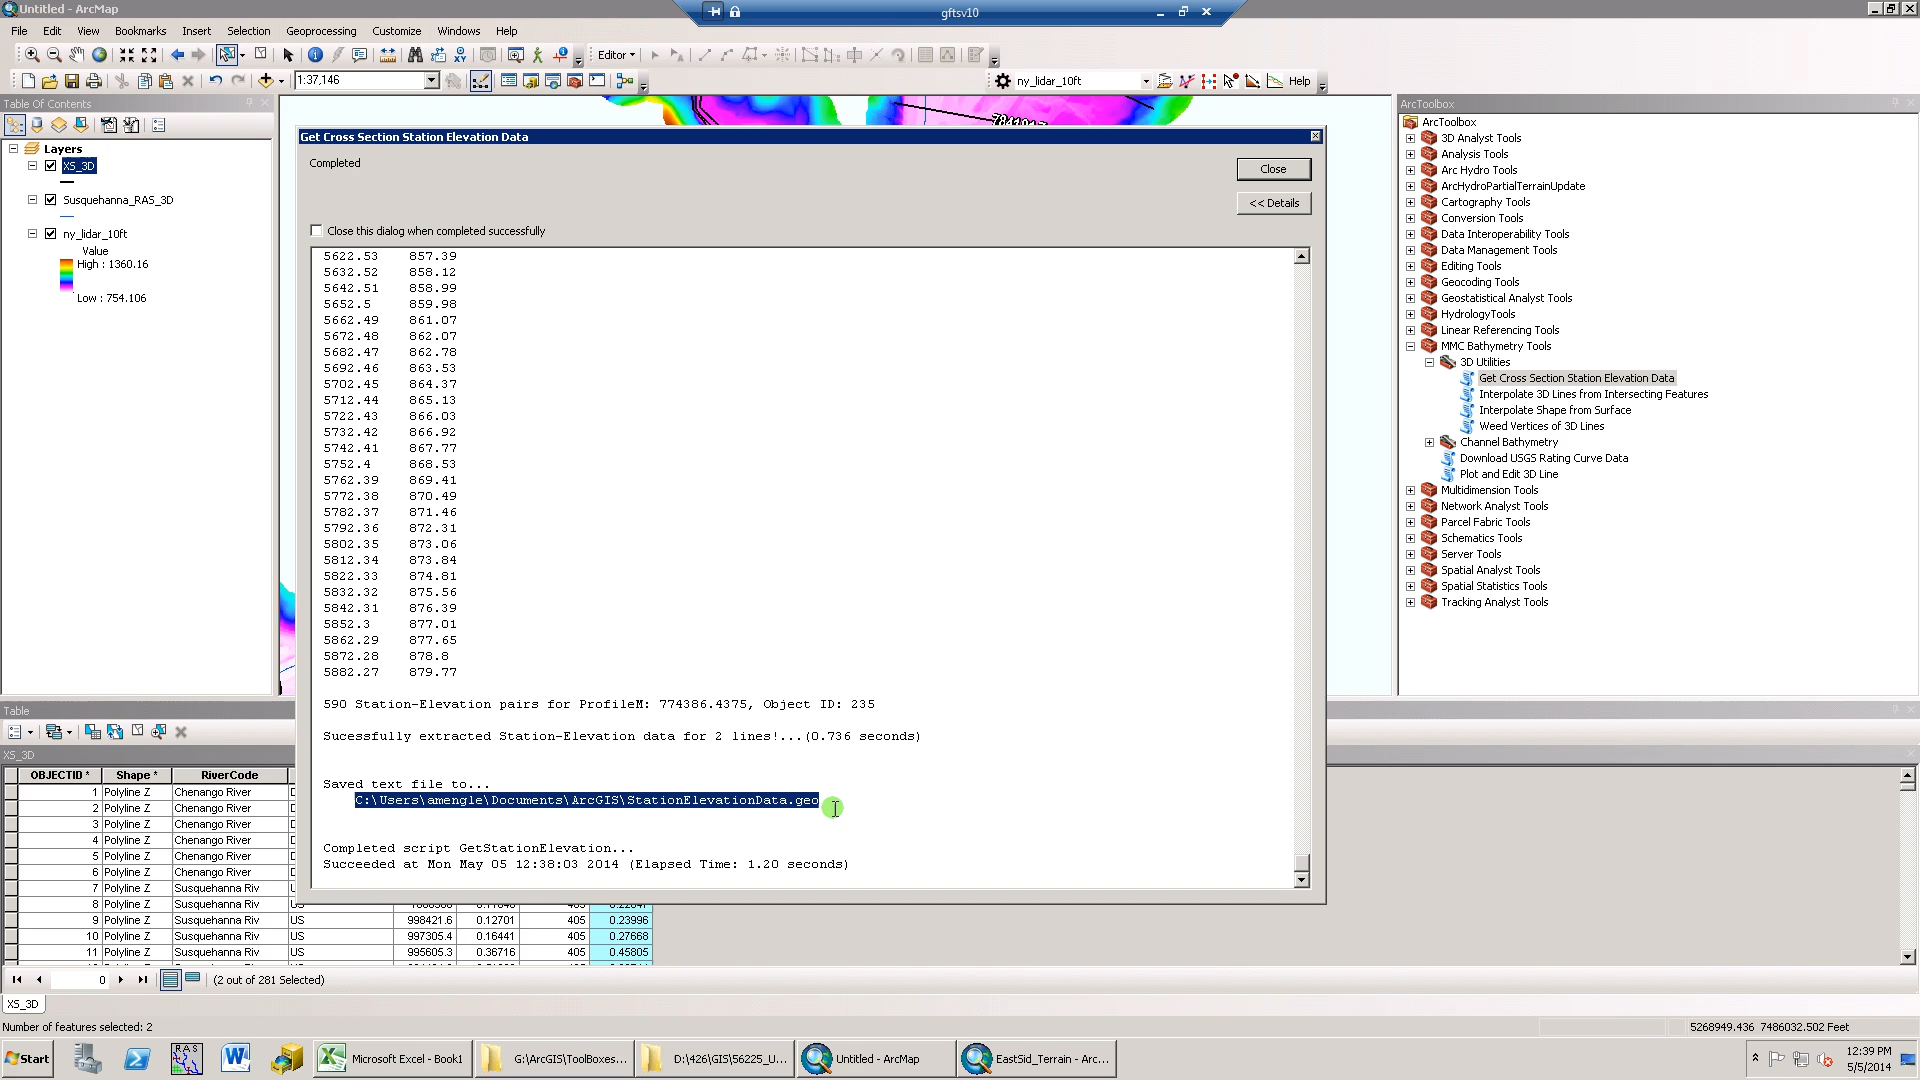 Untitled - ArcMap
gftsv10
File Edit View Bookmarks Insert Selection Geoprocessing Customize Windows Help
Editor
1:37,146
ny_lidar_10ft
Help
Table Of Contents
Layers
XS_3D
Susquehanna_RAS_3D
ny_lidar_10ft
Value
High : 1360.16
Low : 754.106
Get Cross Section Station Elevation Data
Completed
Close
<< Details
Close this dialog when completed successfully
5622.53 857.39
5632.52 858.12
5642.51 858.99
5652.5 859.98
5662.49 861.07
5672.48 862.07
5682.47 862.78
5692.46 863.53
5702.45 864.37
5712.44 865.13
5722.43 866.03
5732.42 866.92
5742.41 867.77
5752.4 868.53
5762.39 869.41
5772.38 870.49
5782.37 871.46
5792.36 872.31
5802.35 873.06
5812.34 873.84
5822.33 874.81
5832.32 875.56
5842.31 876.39
5852.3 877.01
5862.29 877.65
5872.28 878.8
5882.27 879.77
590 Station-Elevation pairs for ProfileM: 774386.4375, Object ID: 235
Sucessfully extracted Station-Elevation data for 2 lines!...(0.736 seconds)
Saved text file to...
C:\Users\amengle\Documents\ArcGIS\StationElevationData.geo
Completed script GetStationElevation...
Succeeded at Mon May 05 12:38:03 2014 (Elapsed Time: 1.20 seconds)
ArcToolbox
ArcToolbox
3D Analyst Tools
Analysis Tools
Arc Hydro Tools
ArcHydroPartialTerrainUpdate
Cartography Tools
Conversion Tools
Data Interoperability Tools
Data Management Tools
Editing Tools
Geocoding Tools
Geostatistical Analyst Tools
HydrologyTools
Linear Referencing Tools
MMC Bathymetry Tools
3D Utilities
Get Cross Section Station Elevation Data
Interpolate 3D Lines from Intersecting Features
Interpolate Shape from Surface
Weed Vertices of 3D Lines
Channel Bathymetry
Download USGS Rating Curve Data
Plot and Edit 3D Line
Multidimension Tools
Network Analyst Tools
Parcel Fabric Tools
Schematics Tools
Server Tools
Spatial Analyst Tools
Spatial Statistics Tools
Tracking Analyst Tools
Table
XS_3D
OBJECTID * Shape * RiverCode
1 Polyline Z Chenango River
2 Polyline Z Chenango River
3 Polyline Z Chenango River
4 Polyline Z Chenango River
5 Polyline Z Chenango River
6 Polyline Z Chenango River
7 Polyline Z Susquehanna Riv
8 Polyline Z Susquehanna Riv US 405
9 Polyline Z Susquehanna Riv US 998421.6 0.12701 405 0.23996
10 Polyline Z Susquehanna Riv US 997305.4 0.16441 405 0.27668
11 Polyline Z Susquehanna Riv US 995605.3 0.36716 405 0.45805
0 (2 out of 281 Selected)
XS_3D
Number of features selected: 2
5268949.436 7486032.502 Feet
Start
RAS
Microsoft Excel - Book1
G:\ArcGIS\ToolBoxes...
D:\426\GIS\56225_U...
Untitled - ArcMap
EastSid_Terrain - Arc...
12:39 PM
5/5/2014